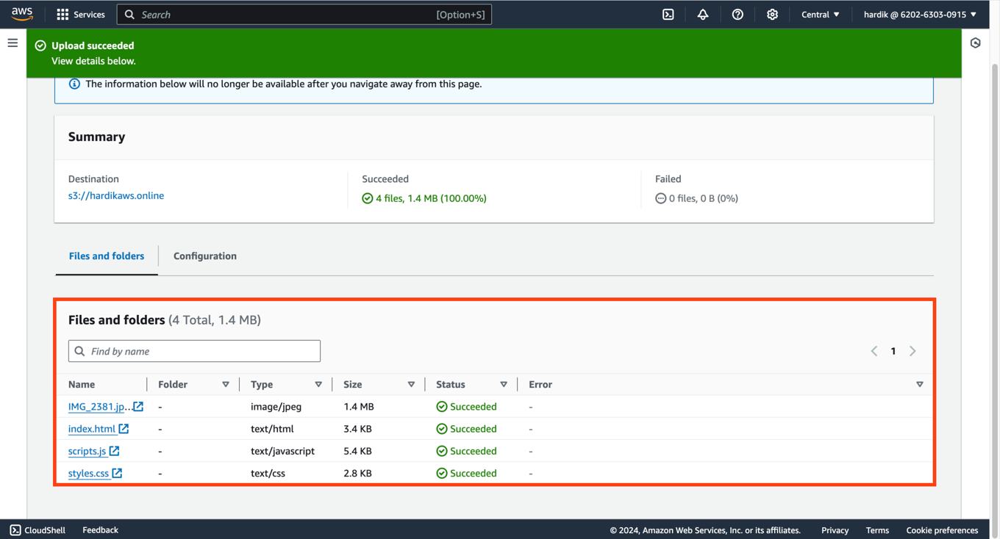 aws Services Search [Option+S] Central hardik @ 6202-6303-0915
Upload succeeded
View details below.
The information below will no longer be available after you navigate away from this page.
Summary
Destination Succeeded Failed
s3://hardikaws.online 4 files, 1.4 MB (100.00%) 0 files, 0 B (0%)
Files and folders Configuration
Files and folders (4 Total, 1.4 MB)
Find by name 1
Name Folder Type Size Status Error
IMG_2381.jp... - image/jpeg 1.4 MB Succeeded -
index.html - text/html 3.4 KB Succeeded -
scripts.js - text/javascript 5.4 KB Succeeded -
styles.css - text/css 2.8 KB Succeeded -
CloudShell Feedback © 2024, Amazon Web Services, Inc. or its affiliates. Privacy Terms Cookie preferences